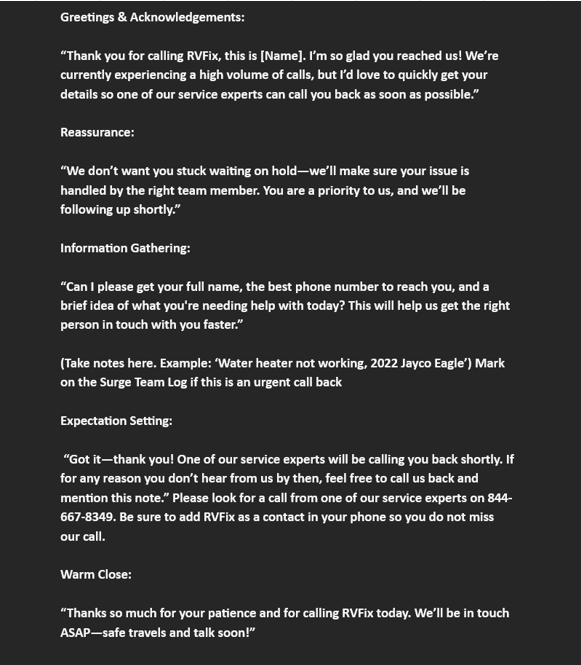 Greetings & Acknowledgements:
“Thank you for calling RVFix, this is [Name]. I’m so glad you reached us! We’re
currently experiencing a high volume of calls, but I’d love to quickly get your
details so one of our service experts can call you back as soon as possible.”
Reassurance:
“We don’t want you stuck waiting on hold—we’ll make sure your issue is
handled by the right team member. You are a priority to us, and we’ll be
following up shortly.”
Information Gathering:
“Can I please get your full name, the best phone number to reach you, and a
brief idea of what you're needing help with today? This will help us get the right
person in touch with you faster.”
(Take notes here. Example: ‘Water heater not working, 2022 Jayco Eagle’) Mark
on the Surge Team Log if this is an urgent call back
Expectation Setting:
“Got it—thank you! One of our service experts will be calling you back shortly. If
for any reason you don’t hear from us by then, feel free to call us back and
mention this note.” Please look for a call from one of our service experts on 844-
667-8349. Be sure to add RVFix as a contact in your phone so you do not miss
our call.
Warm Close:
“Thanks so much for your patience and for calling RVFix today. We’ll be in touch
ASAP—safe travels and talk soon!”